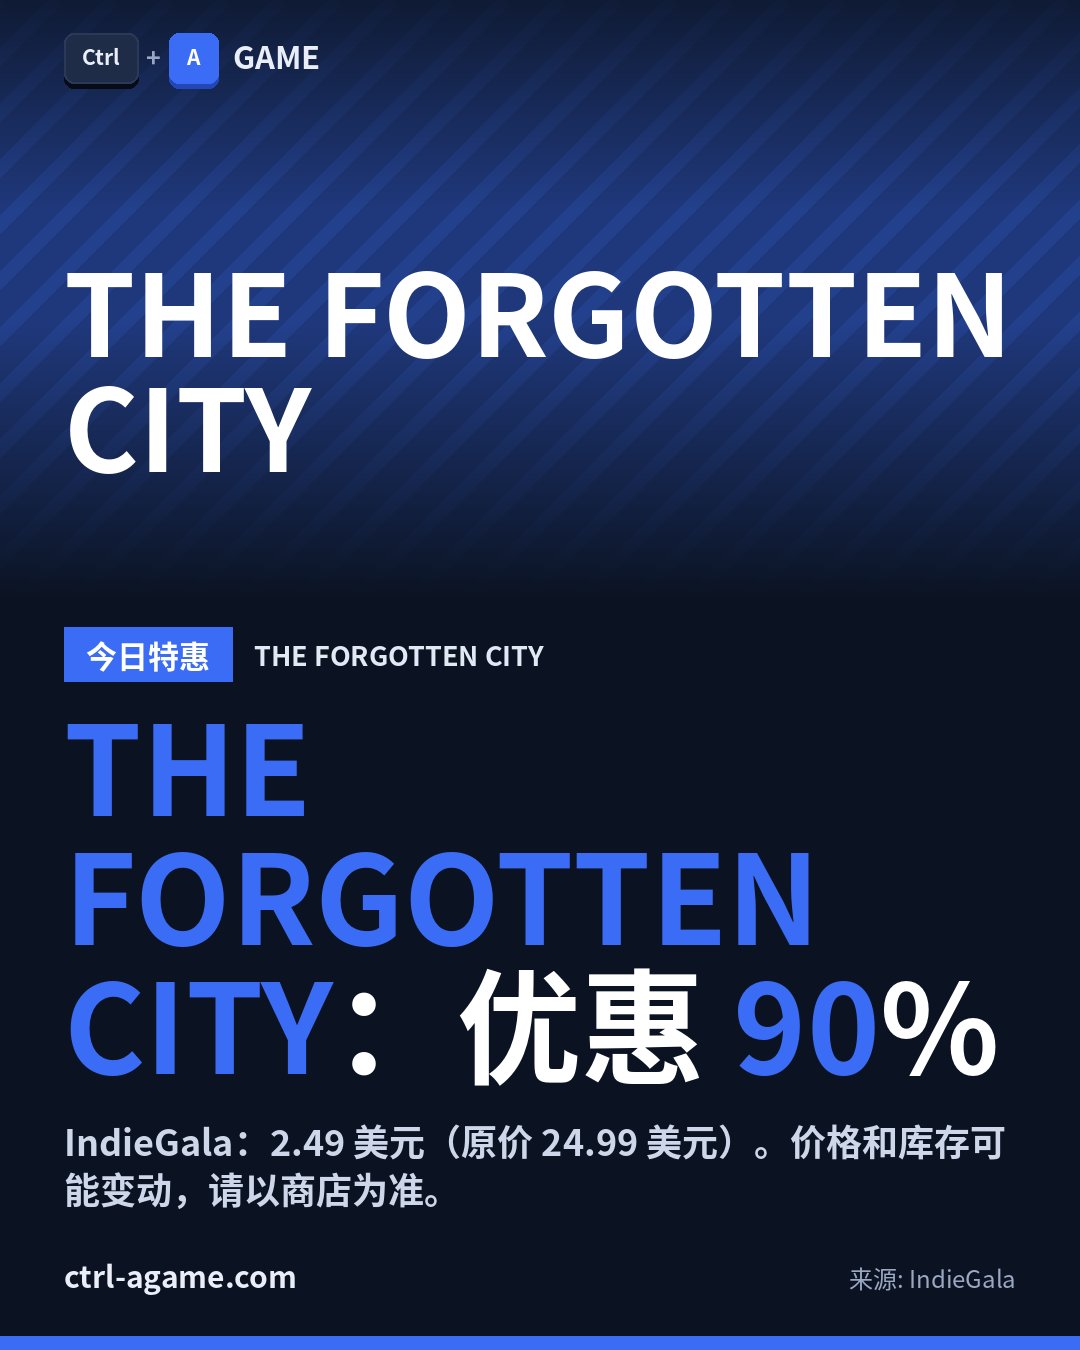 Ctrl + A GAME
THE FORGOTTEN
CITY
今日特惠 THE FORGOTTEN CITY
THE
FORGOTTEN
CITY：优惠 90%
IndieGala：2.49 美元（原价 24.99 美元）。价格和库存可
能变动，请以商店为准。
ctrl-agame.com
来源: IndieGala